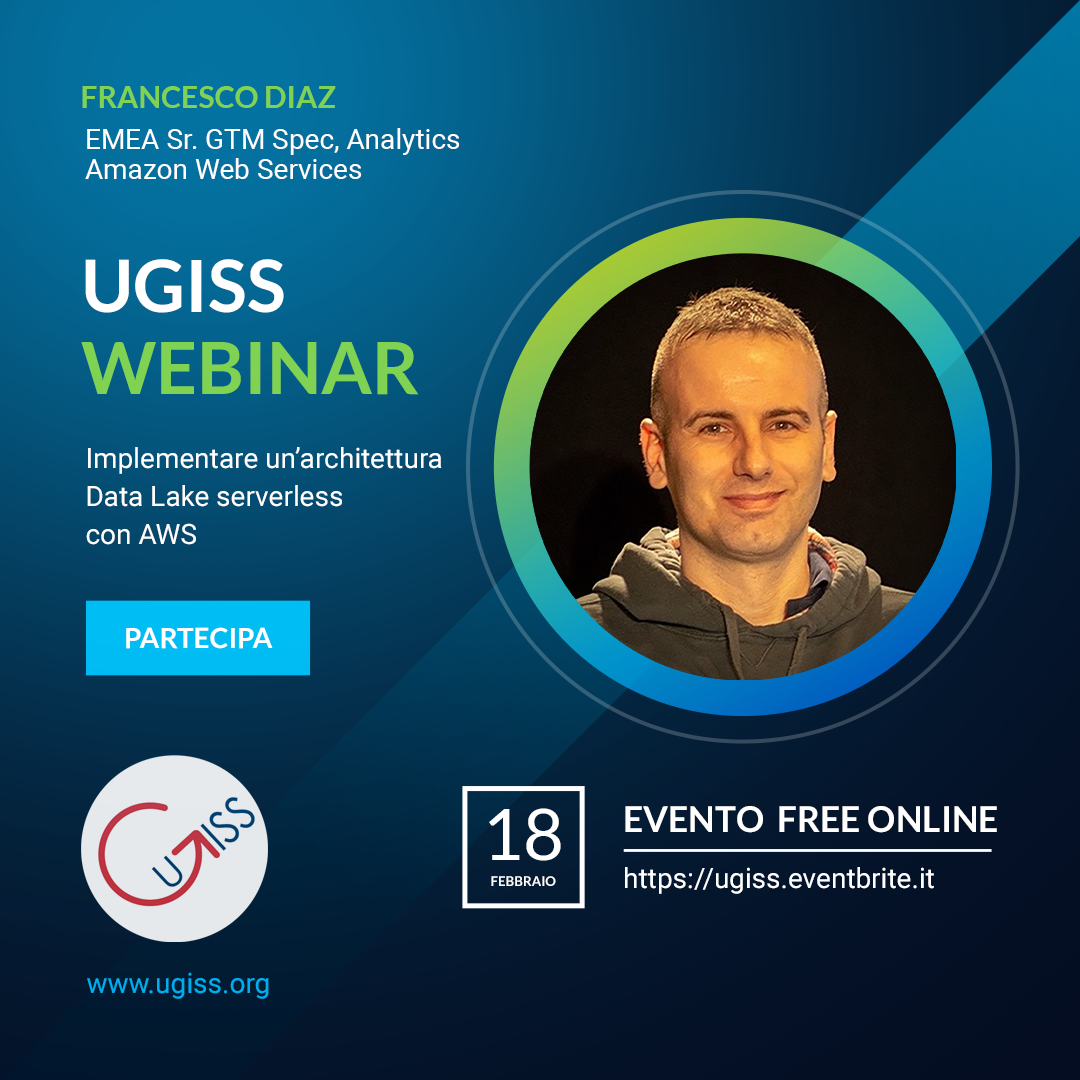 FRANCESCO DIAZ
EMEA Sr. GTM Spec, Analytics
Amazon Web Services
UGISS
WEBINAR
Implementare un’architettura
Data Lake serverless
con AWS
PARTECIPA
UGISS
www.ugiss.org
18
FEBBRAIO
EVENTO FREE ONLINE
https://ugiss.eventbrite.it